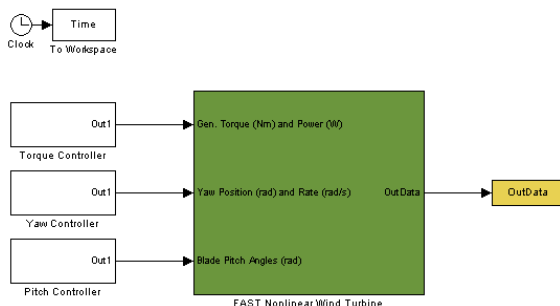 Time
Clock
To Workspace
Out1
Torque Controller
Gen. Torque (Nm) and Power (W)
Out1
Yaw Controller
Yaw Position (rad) and Rate (rad/s)
OutData
OutData
Out1
Pitch Controller
Blade Pitch Angles (rad)
FAST Nonlinear Wind Turbine